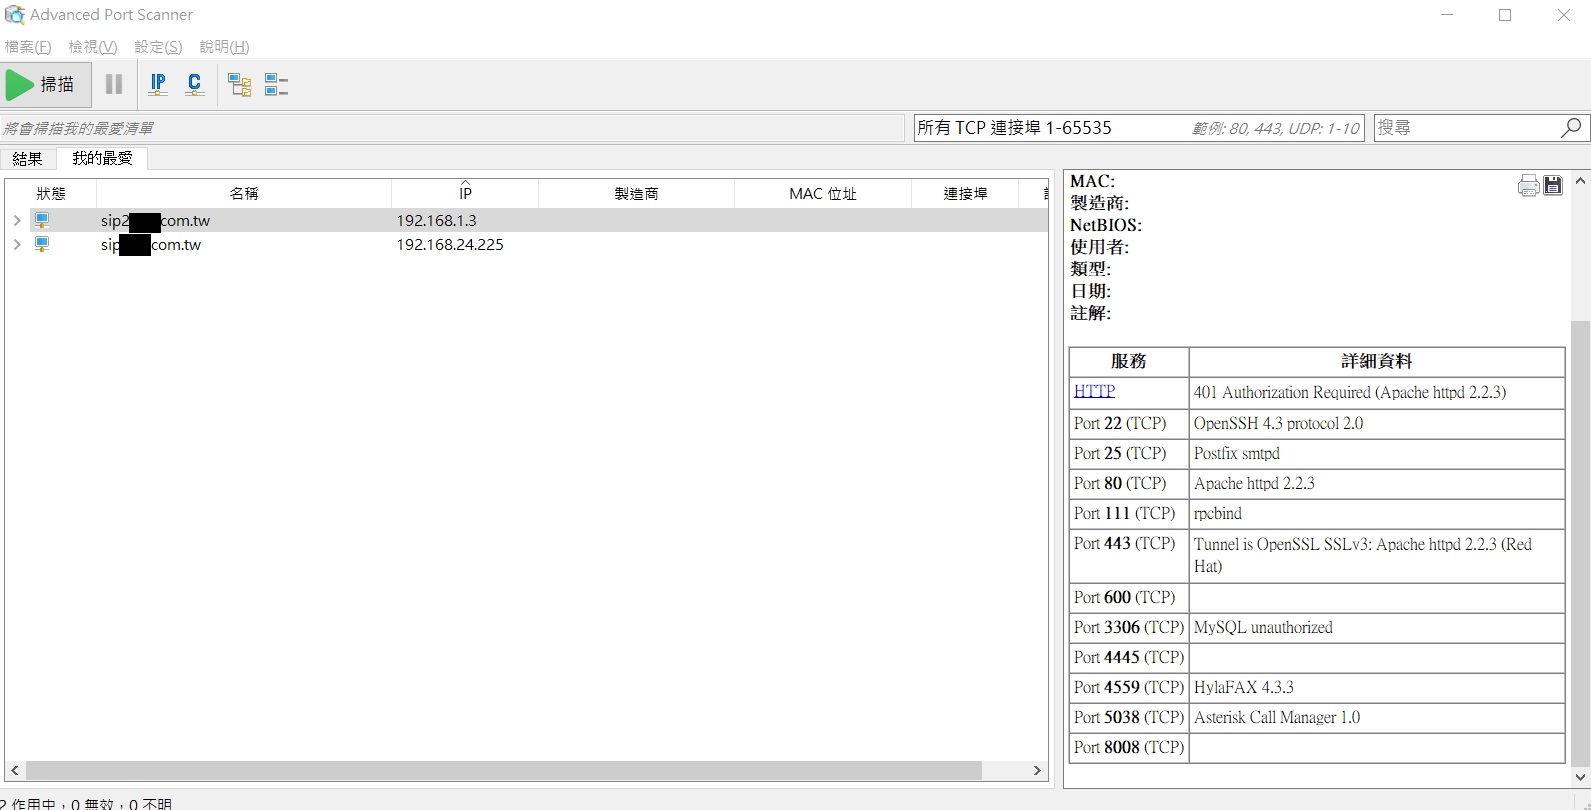 Advanced Port Scanner
檔案(F) 檢視(V) 設定(S) 說明(H)
掃描 IP C
將會掃描我的最愛清單 所有 TCP 連接埠 1-65535 範例: 80, 443, UDP: 1-10 搜尋
結果 我的最愛
狀態 名稱 IP 製造商 MAC 位址 連接埠
sip2 com.tw 192.168.1.3
sip com.tw 192.168.24.225
MAC:
製造商:
NetBIOS:
使用者:
類型:
日期:
註解:
服務 詳細資料
HTTP 401 Authorization Required (Apache httpd 2.2.3)
Port 22 (TCP) OpenSSH 4.3 protocol 2.0
Port 25 (TCP) Postfix smtpd
Port 80 (TCP) Apache httpd 2.2.3
Port 111 (TCP) rpcbind
Port 443 (TCP) Tunnel is OpenSSL SSLv3: Apache httpd 2.2.3 (Red
Hat)
Port 600 (TCP)
Port 3306 (TCP) MySQL unauthorized
Port 4445 (TCP)
Port 4559 (TCP) HylaFAX 4.3.3
Port 5038 (TCP) Asterisk Call Manager 1.0
Port 8008 (TCP)
2 作用中，0 無效，0 不明